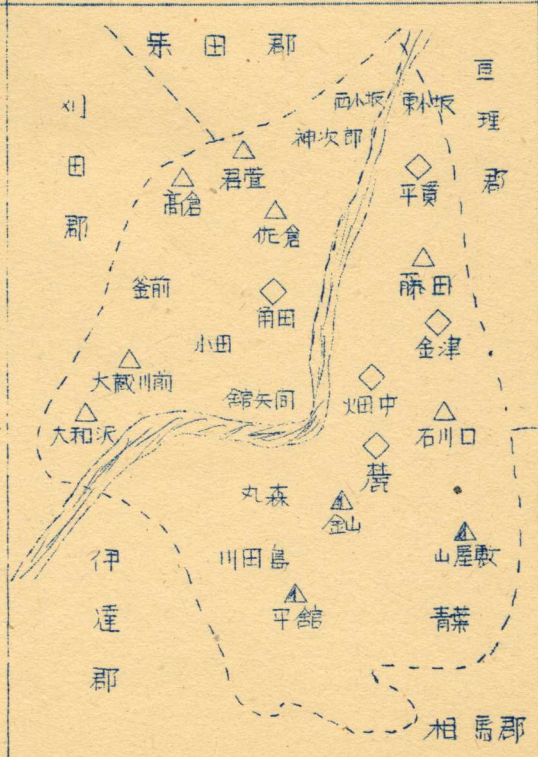 柴田郡
亘理郡
刈田郡
西小坂
東小坂
神次郎
君萱
高倉
佐倉
平貫
藤田
釜前
角田
小田
金津
大蔵川前
舘矢间
畑中
大和沢
石川口
麓
丸森
金山
川田島
山屋敷
平舘
青葉
伊達郡
相馬郡